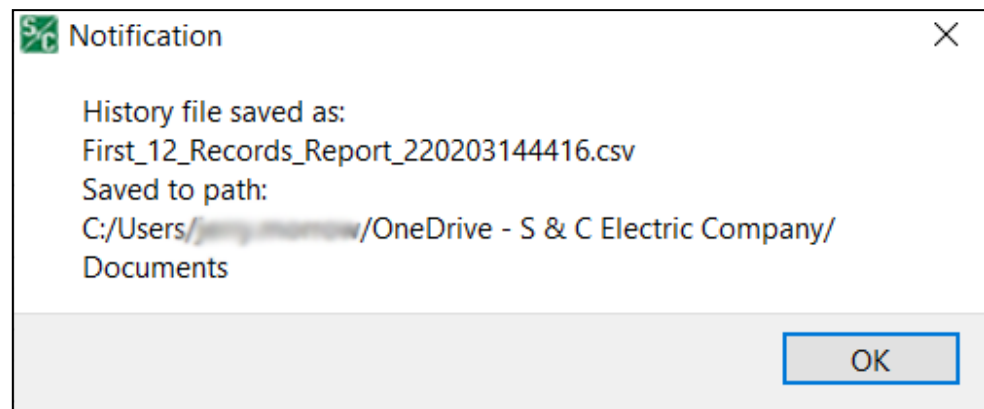 S/C Notification
History file saved as:
First_12_Records_Report_220203144416.csv
Saved to path:
C:/Users/ /OneDrive - S & C Electric Company/
Documents
OK